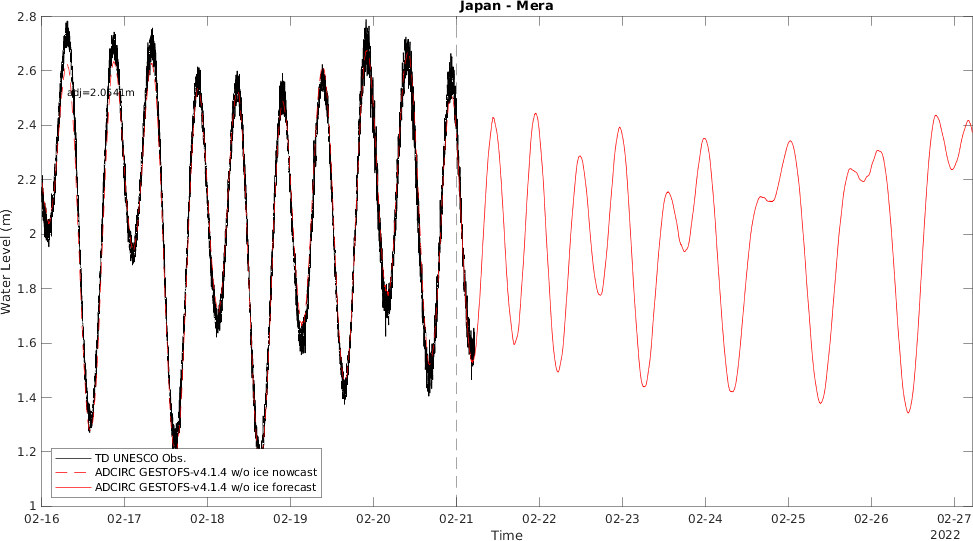 Japan - Mera
2.8
2.6
adj=2.0541m
2.4
2.2
2
1.8
1.6
1.4
1.2
1
Water Level (m)
TD UNESCO Obs.
ADCIRC GESTOFS-v4.1.4 w/o ice nowcast
ADCIRC GESTOFS-v4.1.4 w/o ice forecast
02-16 02-17 02-18 02-19 02-20 02-21 02-22 02-23 02-24 02-25 02-26 02-27
Time
2022